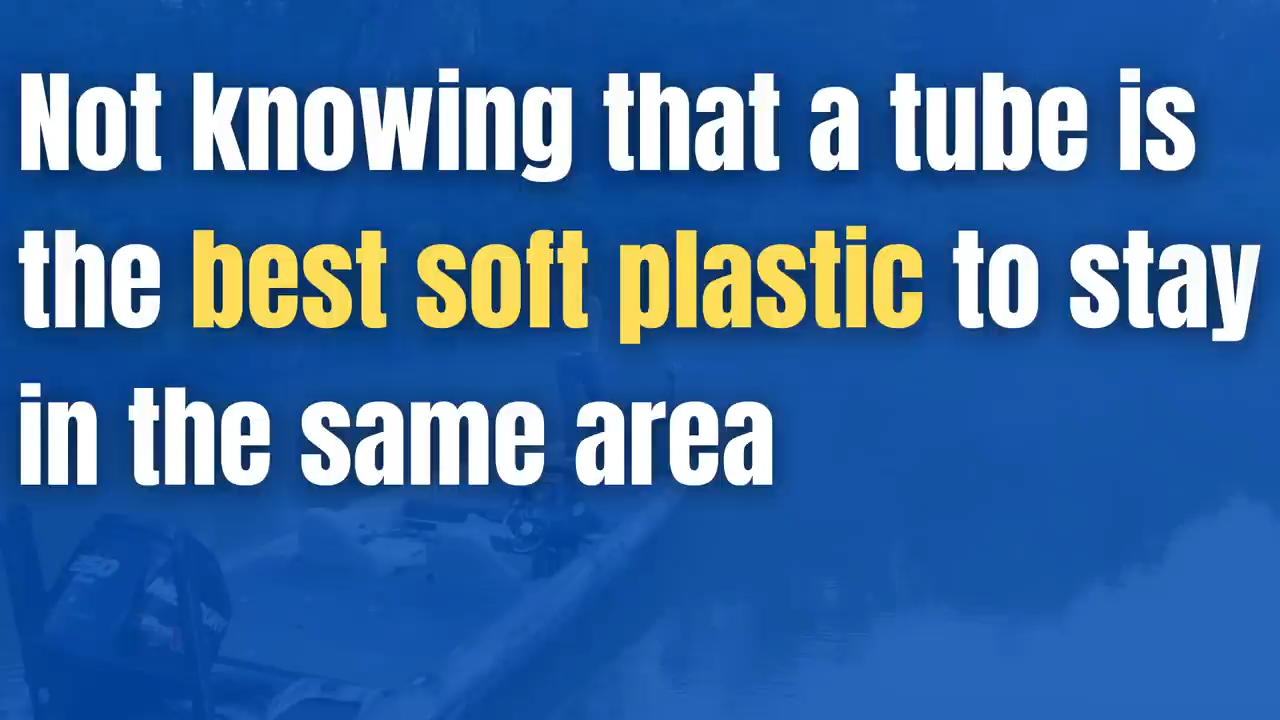 Not knowing that a tube is
the best soft plastic to stay
in the same area